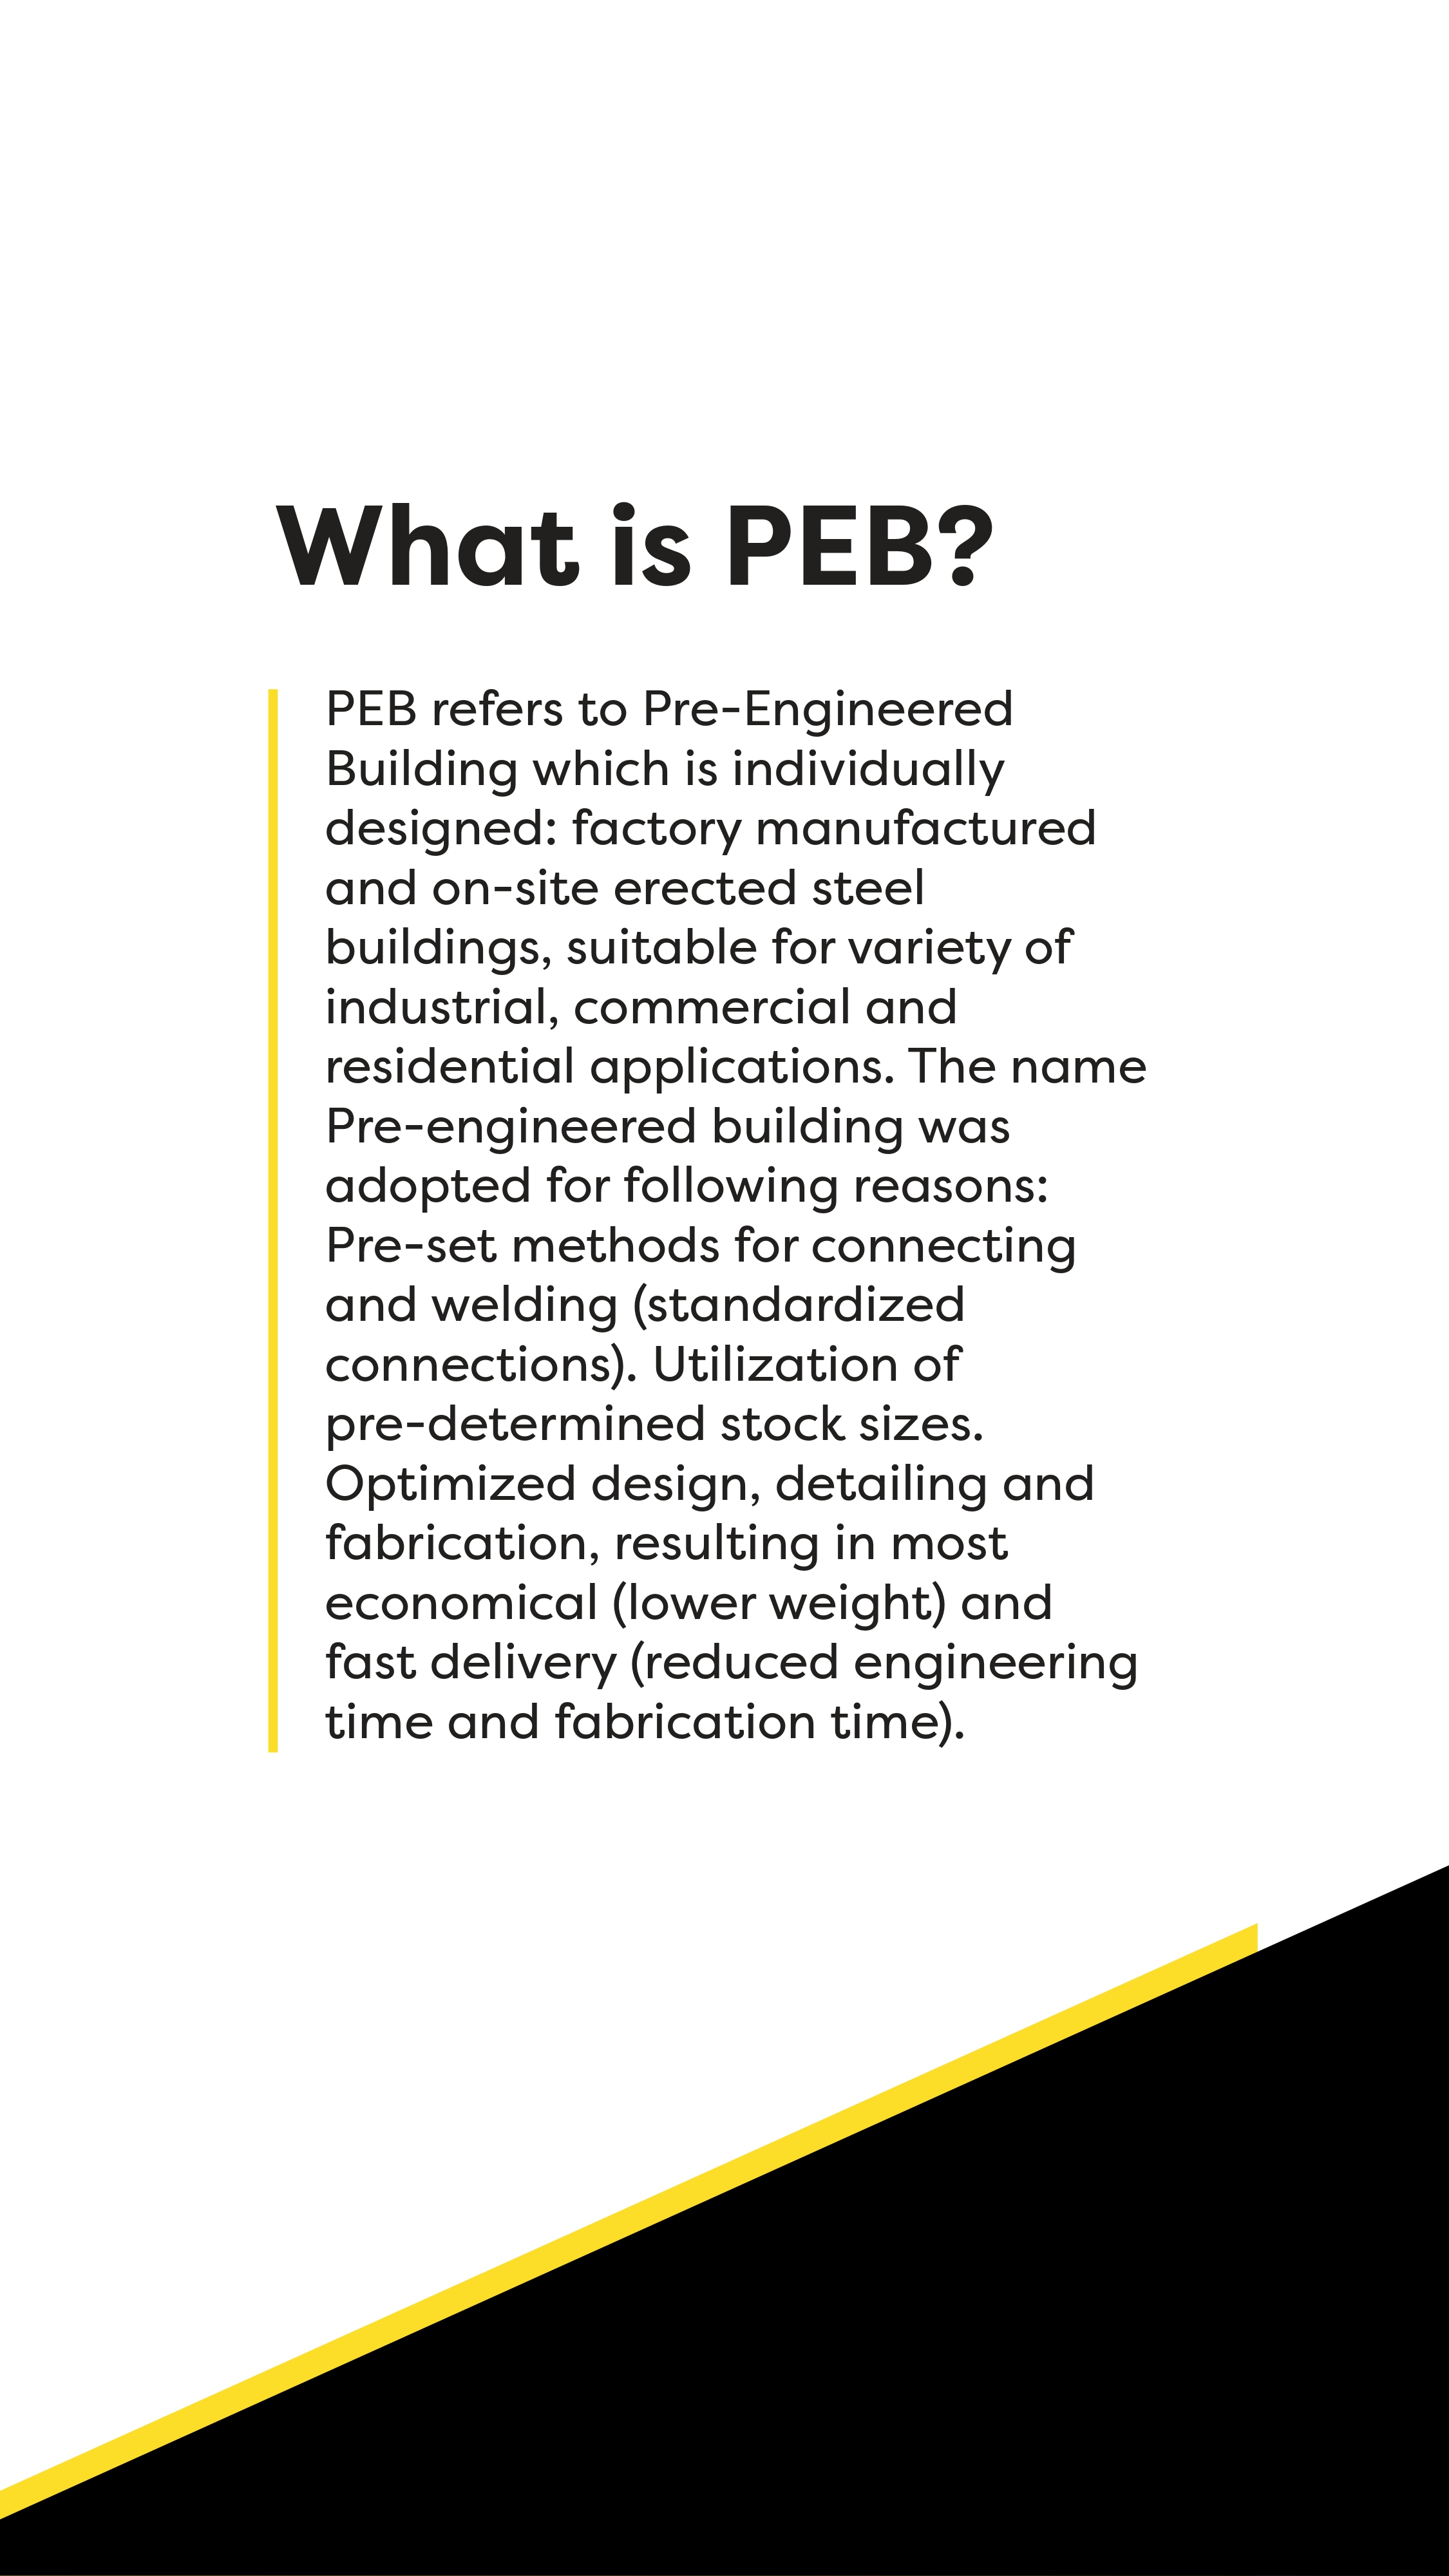 What is PEB?
PEB refers to Pre-Engineered
Building which is individually
designed: factory manufactured
and on-site erected steel
buildings, suitable for variety of
industrial, commercial and
residential applications. The name
Pre-engineered building was
adopted for following reasons:
Pre-set methods for connecting
and welding (standardized
connections). Utilization of
pre-determined stock sizes.
Optimized design, detailing and
fabrication, resulting in most
economical (lower weight) and
fast delivery (reduced engineering
time and fabrication time).